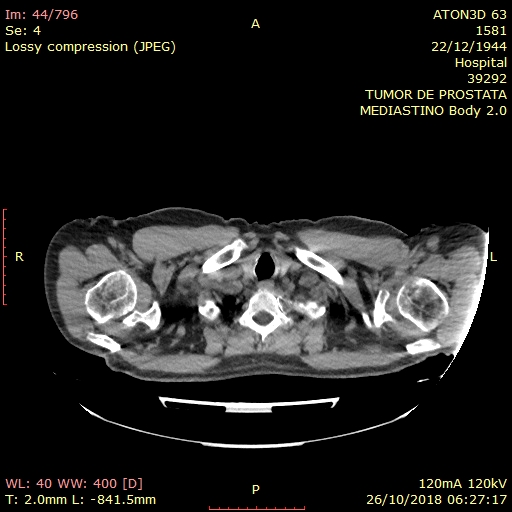 Im: 44/796
Se: 4
Lossy compression (JPEG)
A
ATON3D 63
1581
22/12/1944
Hospital
39292
TUMOR DE PROSTATA
MEDIASTINO Body 2.0
R
L
WL: 40 WW: 400 [D]
T: 2.0mm L: -841.5mm
P
120mA 120kV
26/10/2018 06:27:17